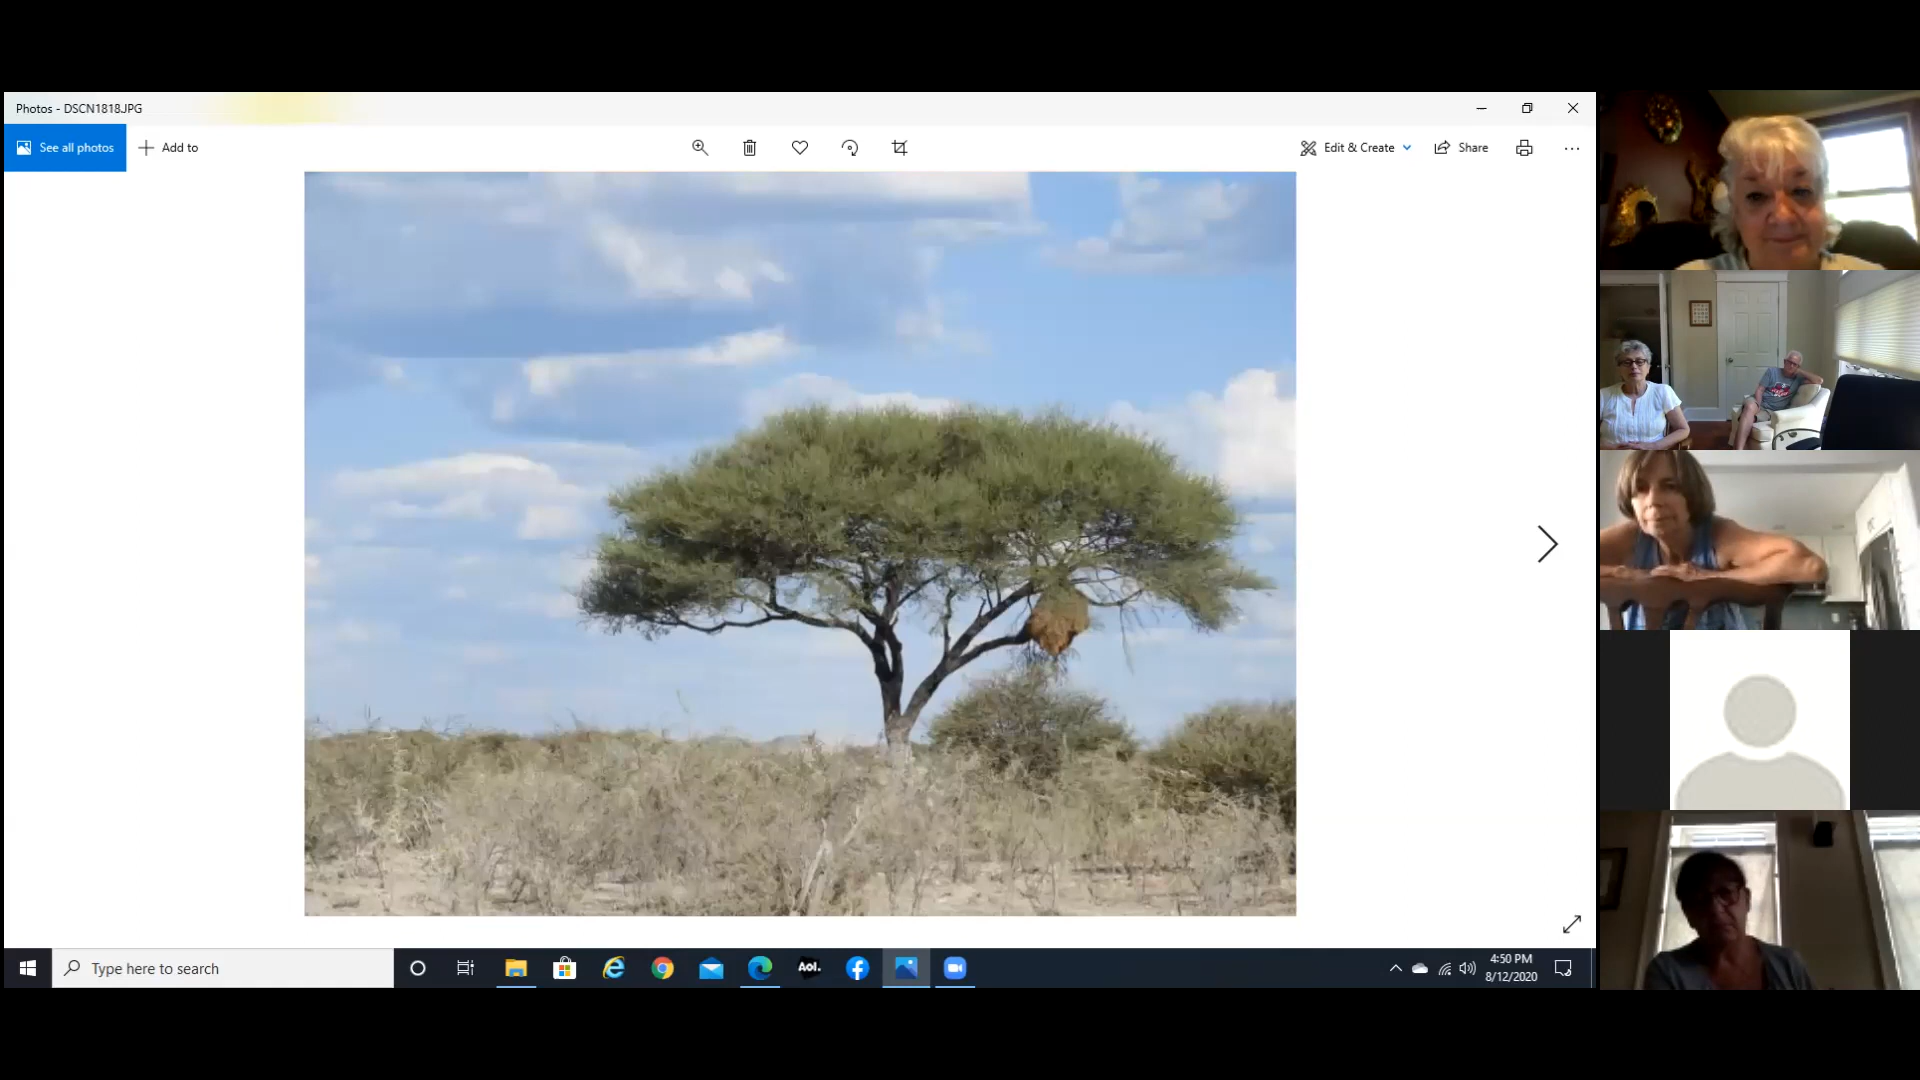 Photos - DSCN1818.JPG
See all photos
Add to
Edit & Create
Share
Type here to search
Aol.
4:50 PM
8/12/2020